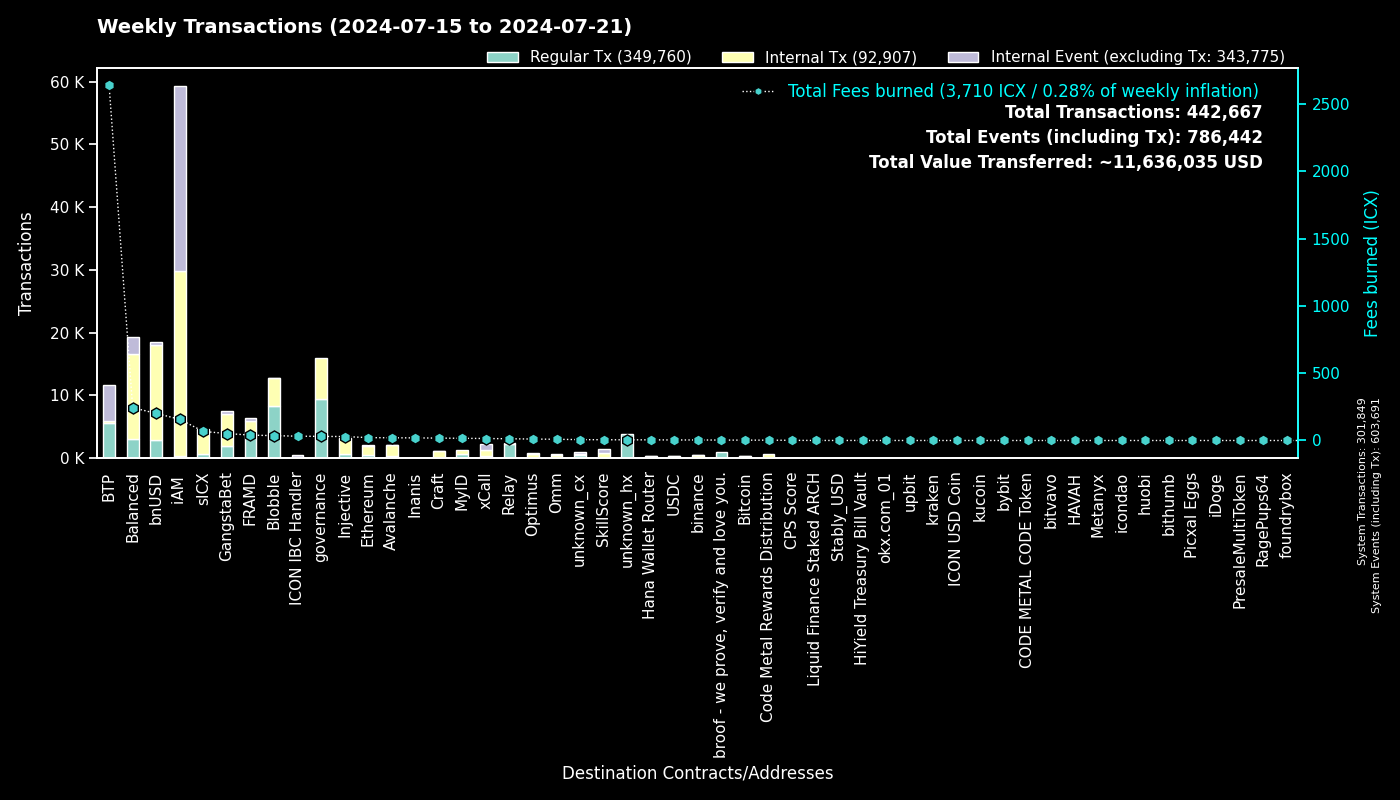 Weekly Transactions (2024-07-15 to 2024-07-21)
Regular Tx (349,760)
Internal Tx (92,907)
Internal Event (excluding Tx: 343,775)
Total Fees burned (3,710 ICX / 0.28% of weekly inflation)
Total Transactions: 442,667
Total Events (including Tx): 786,442
Total Value Transferred: ~11,636,035 USD
Transactions
60 K
50 K
40 K
30 K
20 K
10 K
0 K
2500
2000
1500
1000
500
0
Fees burned (ICX)
System Transactions: 301,849
System Events (including Tx): 603,691
BTP
Balanced
bnUSD
iAM
sICX
GangstaBet
FRAMD
Blobble
ICON IBC Handler
governance
Injective
Ethereum
Avalanche
Inanis
Craft
MyID
xCall
Relay
Optimus
Omm
unknown_cx
SkillScore
unknown_hx
Hana Wallet Router
USDC
binance
broof - we prove, verify and love you.
Bitcoin
Code Metal Rewards Distribution
CPS Score
Liquid Finance Staked ARCH
Stably_USD
HiYield Treasury Bill Vault
okx.com_01
upbit
kraken
ICON USD Coin
kucoin
bybit
CODE METAL CODE Token
bitvavo
HAVAH
Metanyx
icondao
huobi
bithumb
Picxal Eggs
iDoge
PresaleMultiToken
RagePups64
foundrybox
Destination Contracts/Addresses